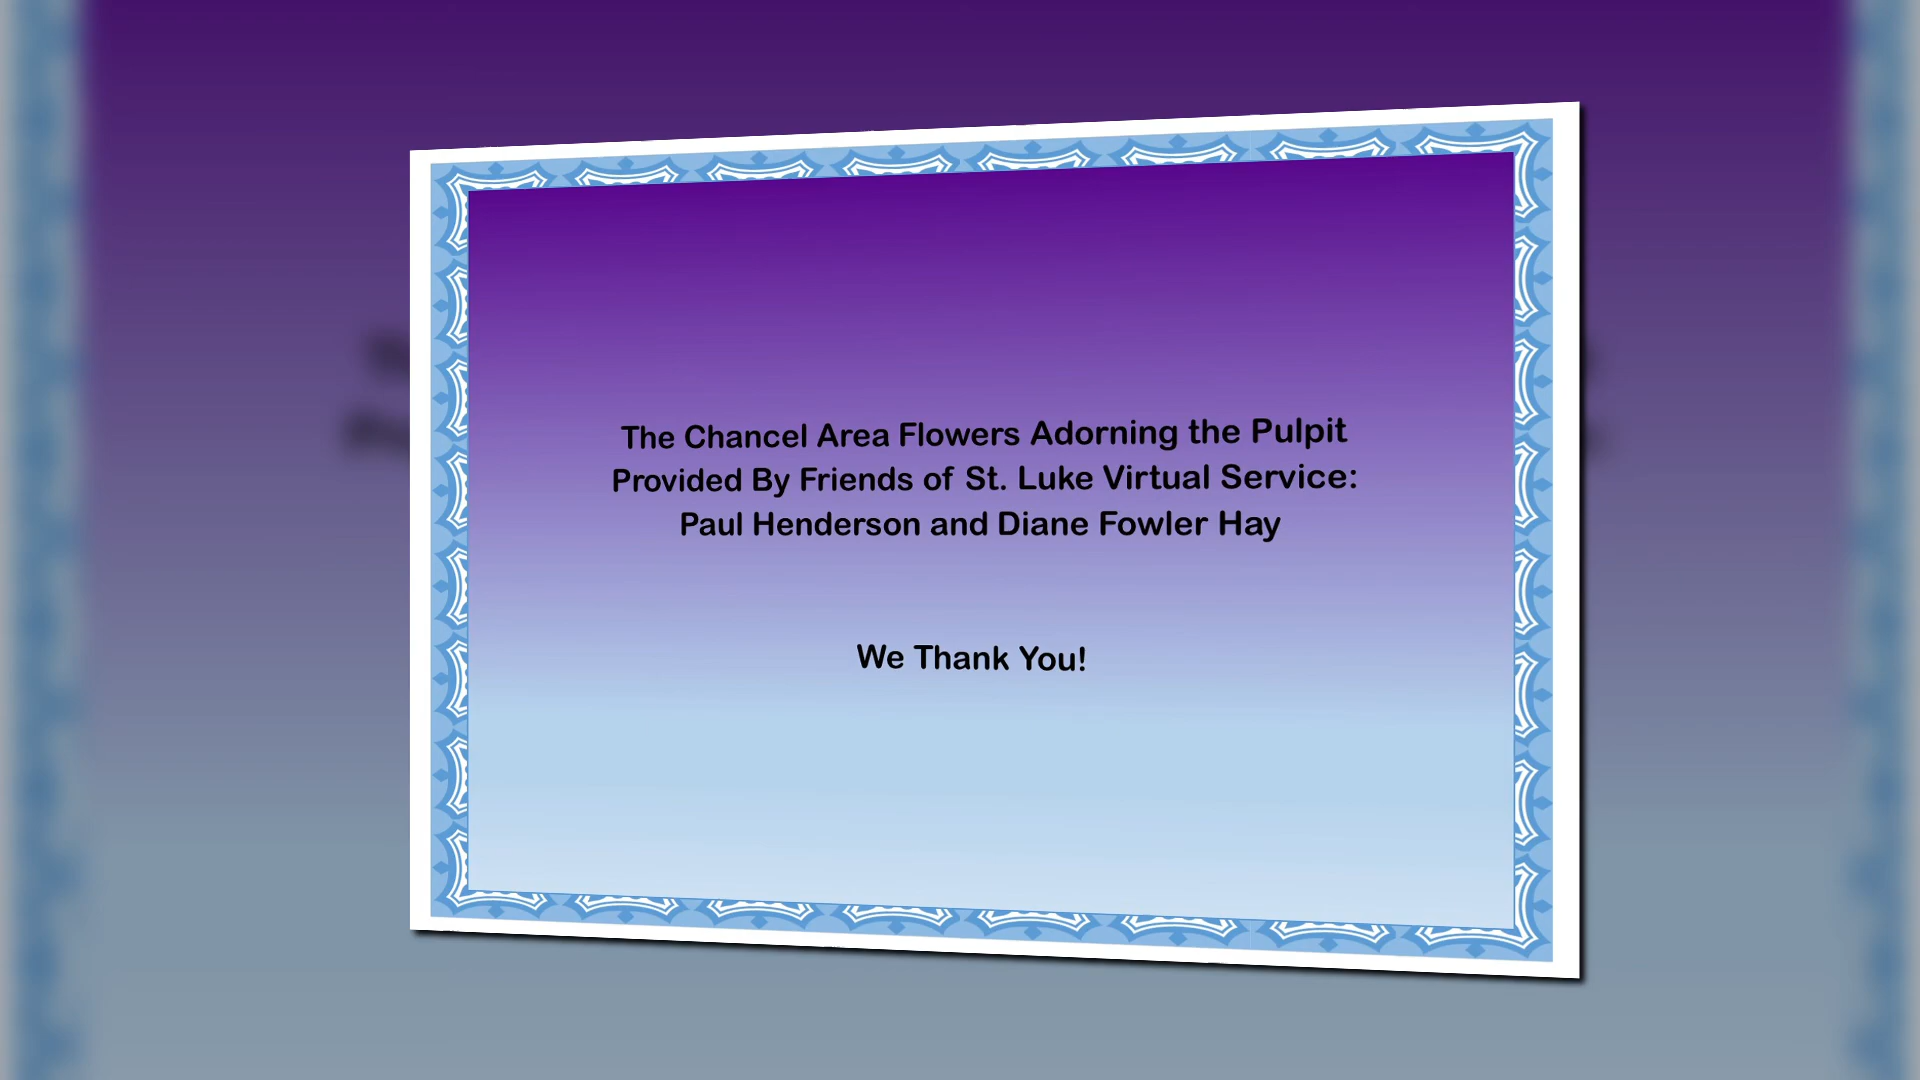 The Chancel Area Flowers Adorning the Pulpit
Provided By Friends of St. Luke Virtual Service:
Paul Henderson and Diane Fowler Hay
We Thank You!